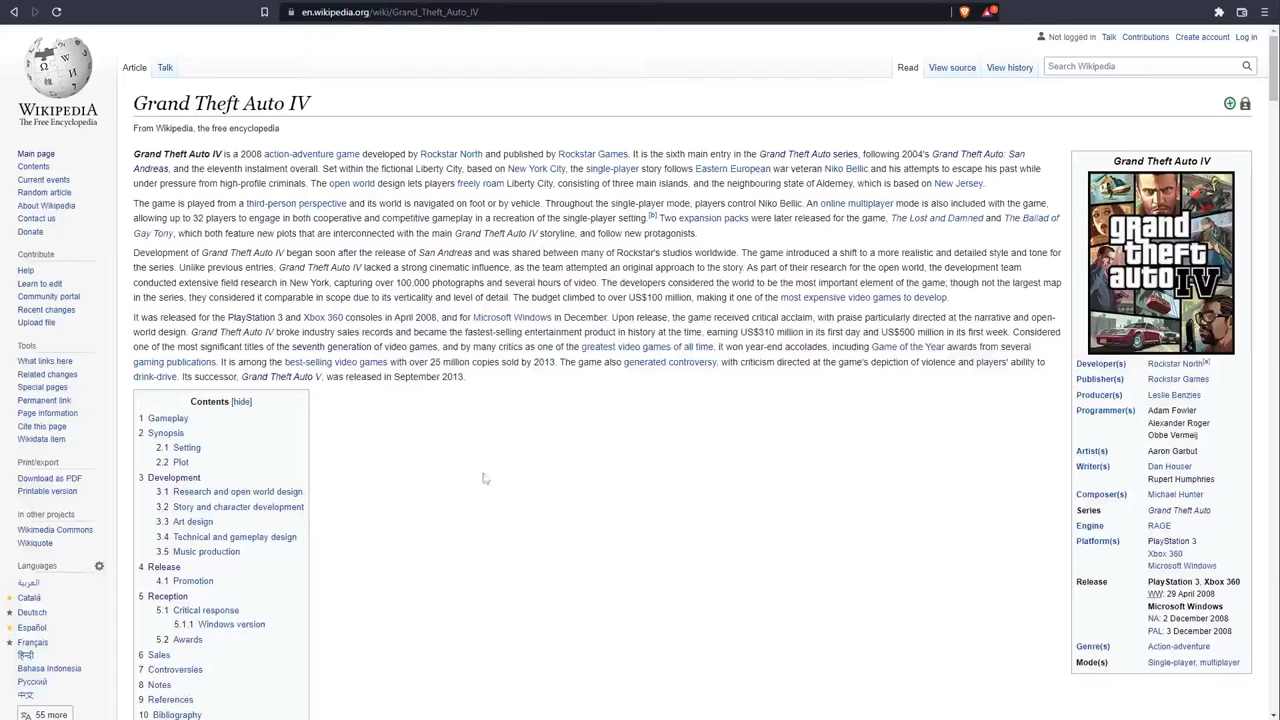 en.wikipedia.org/wiki/Grand_Theft_Auto_IV
Not logged in Talk Contributions Create account Log in
Article Talk Read View source View history Search Wikipedia
WIKIPEDIA
The Free Encyclopedia
Main page
Contents
Current events
Random article
About Wikipedia
Contact us
Donate
Contribute
Help
Learn to edit
Community portal
Recent changes
Upload file
Tools
What links here
Related changes
Special pages
Permanent link
Page information
Cite this page
Wikidata item
Print/export
Download as PDF
Printable version
In other projects
Wikimedia Commons
Wikiquote
Languages
العربية
Català
Deutsch
Español
Français
हिन्दी
Bahasa Indonesia
Русский
中文
55 more
Grand Theft Auto IV
From Wikipedia, the free encyclopedia
Grand Theft Auto IV is a 2008 action-adventure game developed by Rockstar North and published by Rockstar Games. It is the sixth main entry in the Grand Theft Auto series, following 2004's Grand Theft Auto: San
Andreas, and the eleventh instalment overall. Set within the fictional Liberty City, based on New York City, the single-player story follows Eastern European war veteran Niko Bellic and his attempts to escape his past while
under pressure from high-profile criminals. The open world design lets players freely roam Liberty City, consisting of three main islands, and the neighbouring state of Alderney, which is based on New Jersey.
The game is played from a third-person perspective and its world is navigated on foot or by vehicle. Throughout the single-player mode, players control Niko Bellic. An online multiplayer mode is also included with the game,
allowing up to 32 players to engage in both cooperative and competitive gameplay in a recreation of the single-player setting.[b] Two expansion packs were later released for the game, The Lost and Damned and The Ballad of
Gay Tony, which both feature new plots that are interconnected with the main Grand Theft Auto IV storyline, and follow new protagonists.
Development of Grand Theft Auto IV began soon after the release of San Andreas and was shared between many of Rockstar's studios worldwide. The game introduced a shift to a more realistic and detailed style and tone for
the series. Unlike previous entries, Grand Theft Auto IV lacked a strong cinematic influence, as the team attempted an original approach to the story. As part of their research for the open world, the development team
conducted extensive field research in New York, capturing over 100,000 photographs and several hours of video. The developers considered the world to be the most important element of the game; though not the largest map
in the series, they considered it comparable in scope due to its verticality and level of detail. The budget climbed to over US$100 million, making it one of the most expensive video games to develop.
It was released for the PlayStation 3 and Xbox 360 consoles in April 2008, and for Microsoft Windows in December. Upon release, the game received critical acclaim, with praise particularly directed at the narrative and open-
world design. Grand Theft Auto IV broke industry sales records and became the fastest-selling entertainment product in history at the time, earning US$310 million in its first day and US$500 million in its first week. Considered
one of the most significant titles of the seventh generation of video games, and by many critics as one of the greatest video games of all time, it won year-end accolades, including Game of the Year awards from several
gaming publications. It is among the best-selling video games with over 25 million copies sold by 2013. The game also generated controversy, with criticism directed at the game's depiction of violence and players' ability to
drink-drive. Its successor, Grand Theft Auto V, was released in September 2013.
Contents [hide]
1 Gameplay
2 Synopsis
2.1 Setting
2.2 Plot
3 Development
3.1 Research and open world design
3.2 Story and character development
3.3 Art design
3.4 Technical and gameplay design
3.5 Music production
4 Release
4.1 Promotion
5 Reception
5.1 Critical response
5.1.1 Windows version
5.2 Awards
6 Sales
7 Controversies
8 Notes
9 References
10 Bibliography
Grand Theft Auto IV
grand
theft
auto IV
Developer(s) Rockstar North[a]
Publisher(s) Rockstar Games
Producer(s) Leslie Benzies
Programmer(s) Adam Fowler
Alexander Roger
Obbe Vermeij
Artist(s) Aaron Garbut
Writer(s) Dan Houser
Rupert Humphries
Composer(s) Michael Hunter
Series Grand Theft Auto
Engine RAGE
Platform(s) PlayStation 3
Xbox 360
Microsoft Windows
Release PlayStation 3, Xbox 360
WW: 29 April 2008
Microsoft Windows
NA: 2 December 2008
PAL: 3 December 2008
Genre(s) Action-adventure
Mode(s) Single-player, multiplayer